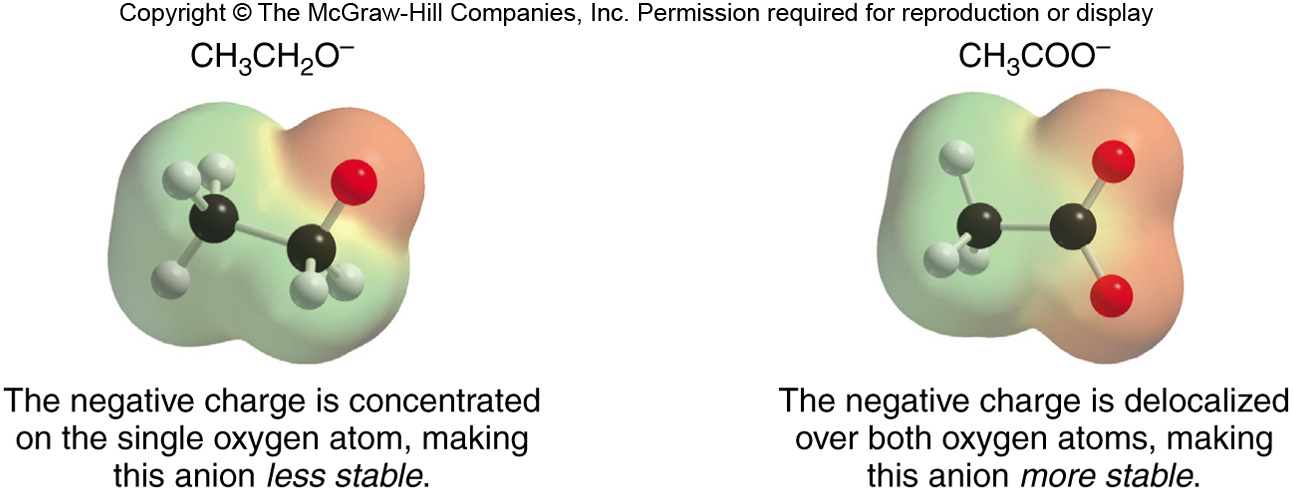 Copyright © The McGraw-Hill Companies, Inc. Permission required for reproduction or display
CH₃CH₂O⁻
CH₃COO⁻
The negative charge is concentrated
on the single oxygen atom, making
this anion less stable.
The negative charge is delocalized
over both oxygen atoms, making
this anion more stable.